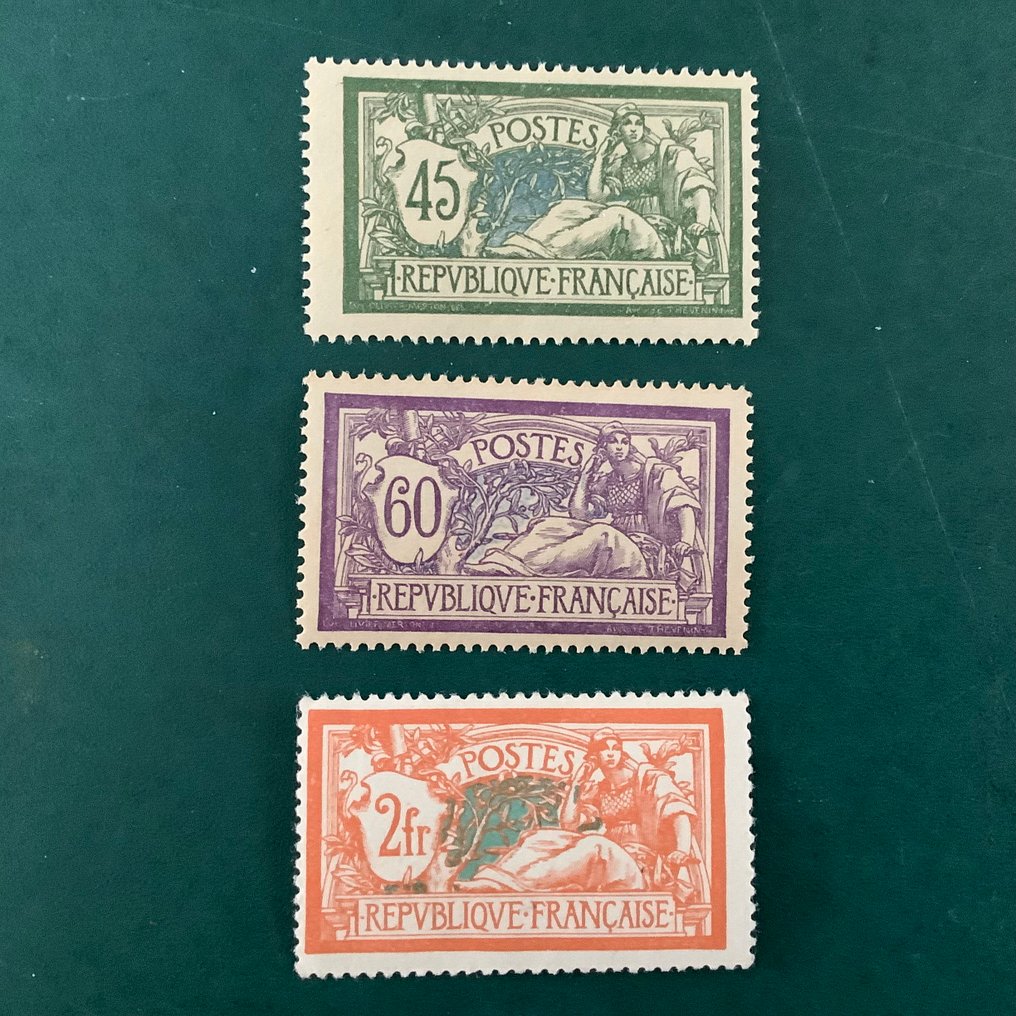 POSTES
45
·REPVBLIQVE·FRANÇAISE·
POSTES
60
·REPVBLIQVE·FRANÇAISE·
POSTES
2fr
·REPVBLIQVE·FRANÇAISE·